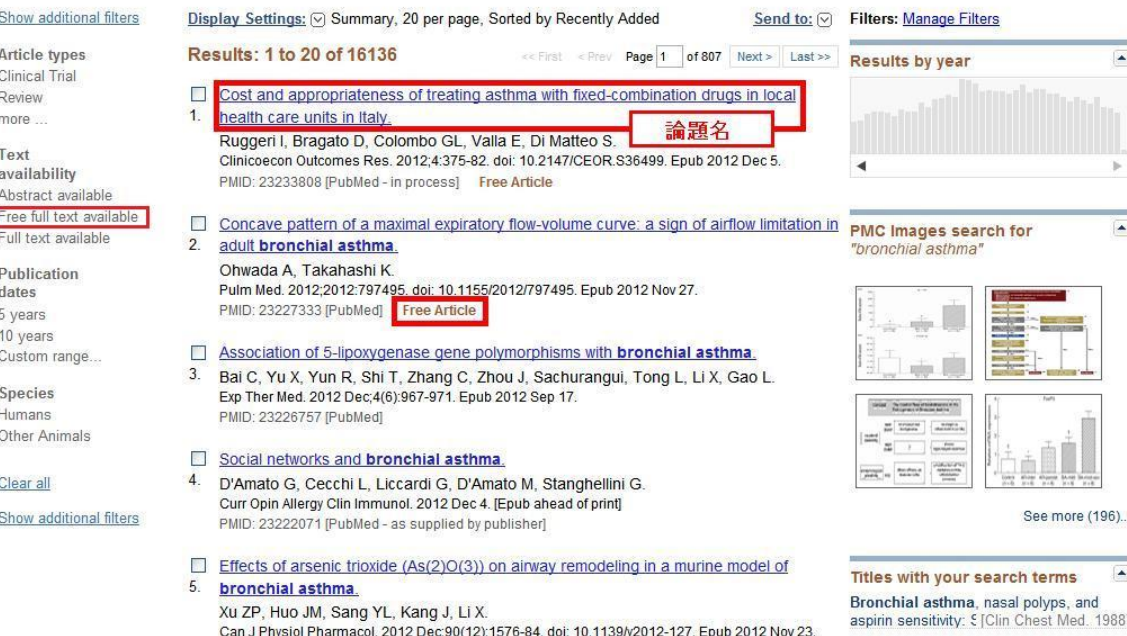 Show additional filters
Article types
Clinical Trial
Review
more ...
Text
availability
Abstract available
Free full text available
Full text available
Publication
dates
5 years
10 years
Custom range...
Species
Humans
Other Animals
Clear all
Show additional filters
Display Settings: Summary, 20 per page, Sorted by Recently Added Send to:
Results: 1 to 20 of 16136 << First < Prev Page 1 of 807 Next > Last >>
Cost and appropriateness of treating asthma with fixed-combination drugs in local
1. health care units in Italy.
論題名
Ruggeri I, Bragato D, Colombo GL, Valla E, Di Matteo S.
Clinicoecon Outcomes Res. 2012;4:375-82. doi: 10.2147/CEOR.S36499. Epub 2012 Dec 5.
PMID: 23233808 [PubMed - in process] Free Article
Concave pattern of a maximal expiratory flow-volume curve: a sign of airflow limitation in
2. adult bronchial asthma.
Ohwada A, Takahashi K.
Pulm Med. 2012;2012:797495. doi: 10.1155/2012/797495. Epub 2012 Nov 27.
PMID: 23227333 [PubMed] Free Article
Association of 5-lipoxygenase gene polymorphisms with bronchial asthma.
3. Bai C, Yu X, Yun R, Shi T, Zhang C, Zhou J, Sachurangui, Tong L, Li X, Gao L.
Exp Ther Med. 2012 Dec;4(6):967-971. Epub 2012 Sep 17.
PMID: 23226757 [PubMed]
Social networks and bronchial asthma.
4. D'Amato G, Cecchi L, Liccardi G, D'Amato M, Stanghellini G.
Curr Opin Allergy Clin Immunol. 2012 Dec 4. [Epub ahead of print]
PMID: 23222071 [PubMed - as supplied by publisher]
Effects of arsenic trioxide (As(2)O(3)) on airway remodeling in a murine model of
5. bronchial asthma.
Xu ZP, Huo JM, Sang YL, Kang J, Li X.
Can J Physiol Pharmacol. 2012 Dec;90(12):1576-84. doi: 10.1139/y2012-127. Epub 2012 Nov 23.
Filters: Manage Filters
Results by year
PMC Images search for
"bronchial asthma"
See more (196)...
Titles with your search terms
Bronchial asthma, nasal polyps, and
aspirin sensitivity: S [Clin Chest Med. 1988